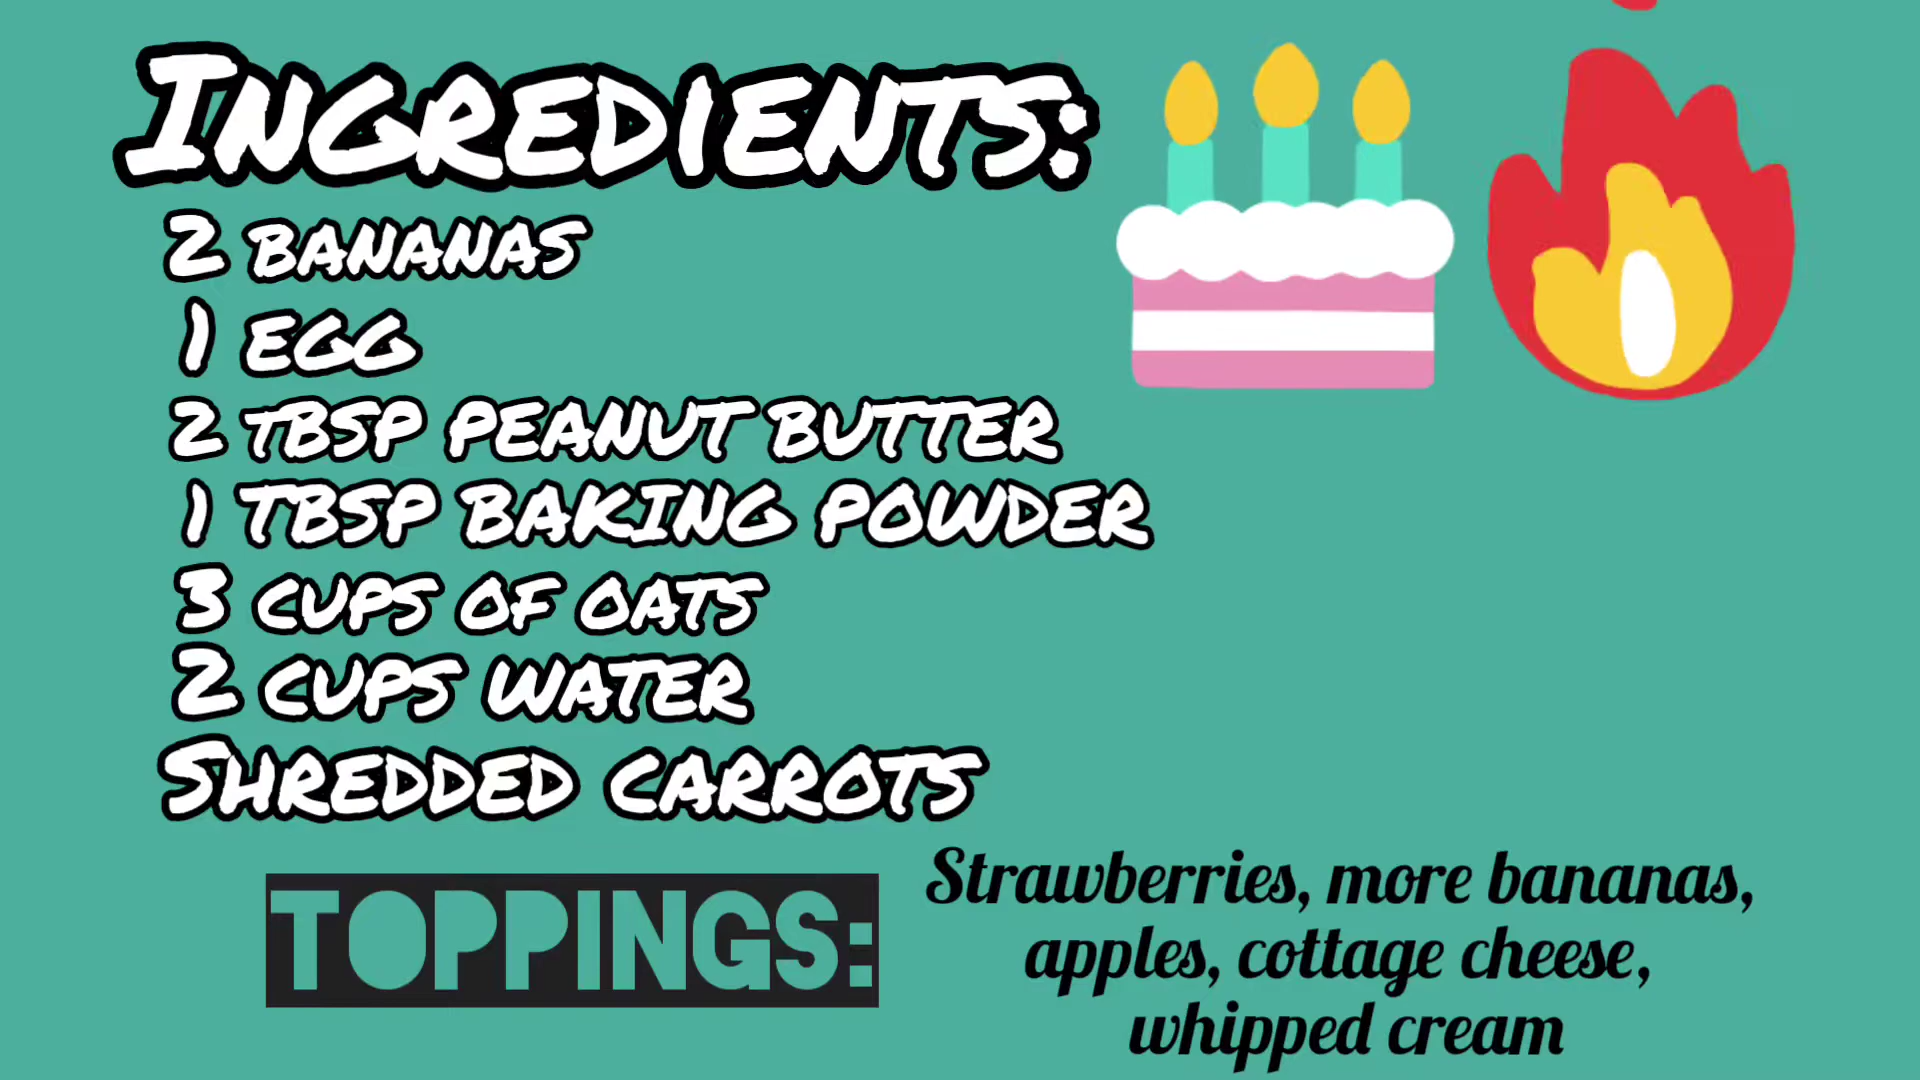 Ingredients:
2 bananas
1 egg
2 tbsp peanut butter
1 Tbsp baking powder
3 cups of oats
2 cups water
Shredded carrots
TOPPINGS:
Strawberries, more bananas,
apples, cottage cheese,
whipped cream